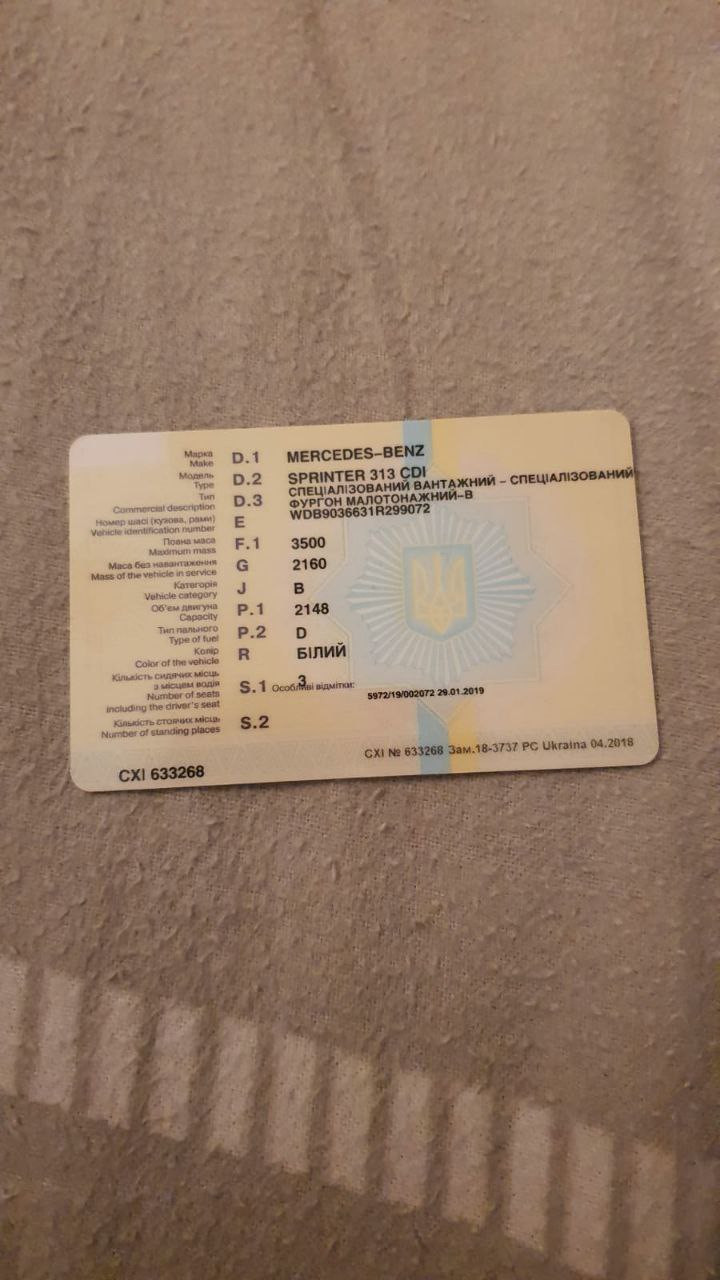 Марка
Make D.1 MERCEDES-BENZ
Модель
Type D.2 SPRINTER 313 CDI
Тип
Commercial description D.3 СПЕЦІАЛІЗОВАНИЙ ВАНТАЖНИЙ - СПЕЦІАЛІЗОВАНИЙ
ФУРГОН МАЛОТОНАЖНИЙ-В
Номер шасі (кузова, рами)
Vehicle identification number E WDB9036631R299072
Повна маса
Maximum mass F.1 3500
Маса без навантаження
Mass of the vehicle in service G 2160
Категорія
Vehicle category J B
Об'єм двигуна
Capacity P.1 2148
Тип пального
Type of fuel P.2 D
Колір
Color of the vehicle R БІЛИЙ
Кількість сидячих місць
з місцем водія
Number of seats
including the driver's seat S.1 3
Особливі відмітки: 5972/19/002072 29.01.2019
Кількість стоячих місць
Number of standing places S.2
СХІ № 633268 Зам.18-3737 РС Ukraina 04.2018
СХІ 633268